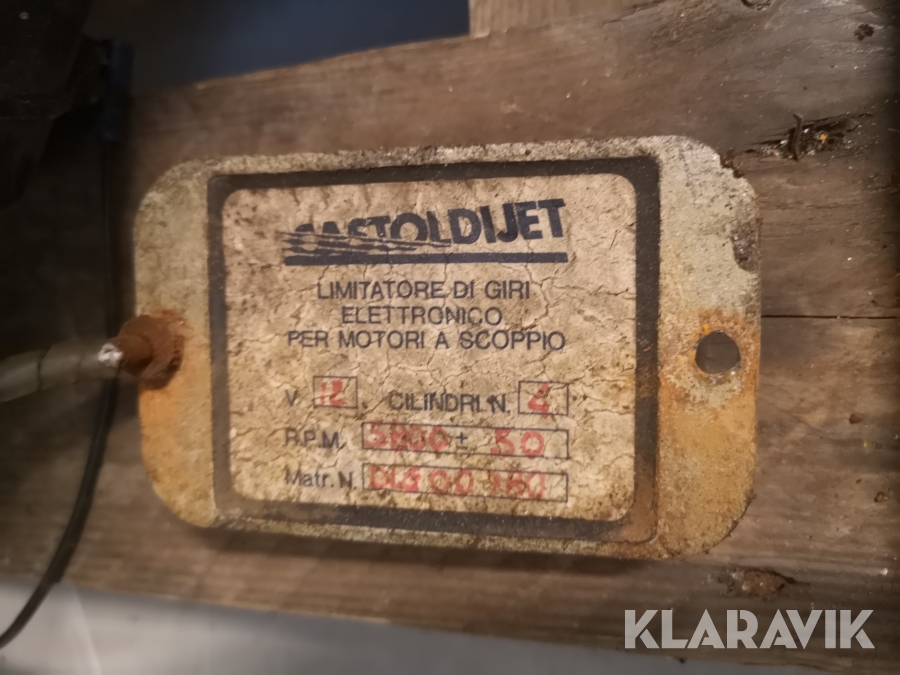 CASTOLDIJET
LIMITATORE DI GIRI
ELETTRONICO
PER MOTORI A SCOPPIO
V. 12 CILINDRI N. 4
R.P.M. ± 50
Matr. N.
KLARAVIK